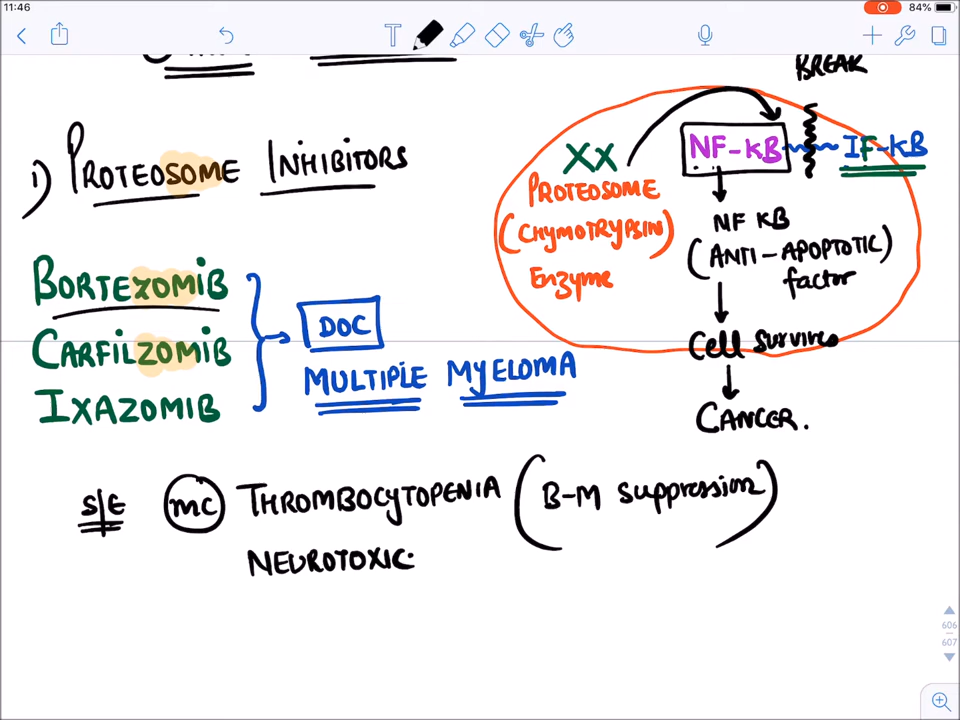 11:46
84%
T
BREAK
1) PROTEOSOME INHIBITORS
XX
NF-KB
IF-KB
PROTEOSOME
(CHYMOTRYPSIN)
Enzyme
NF KB
(ANTI-APOPTOTIC)
factor
BORTEZOMIB
CARFILZOMIB
IXAZOMIB
DOC
MULTIPLE MYELOMA
Cell survives
CANCER.
S/E mc THROMBOCYTOPENIA (B-M suppression)
NEUROTOXIC
606
607